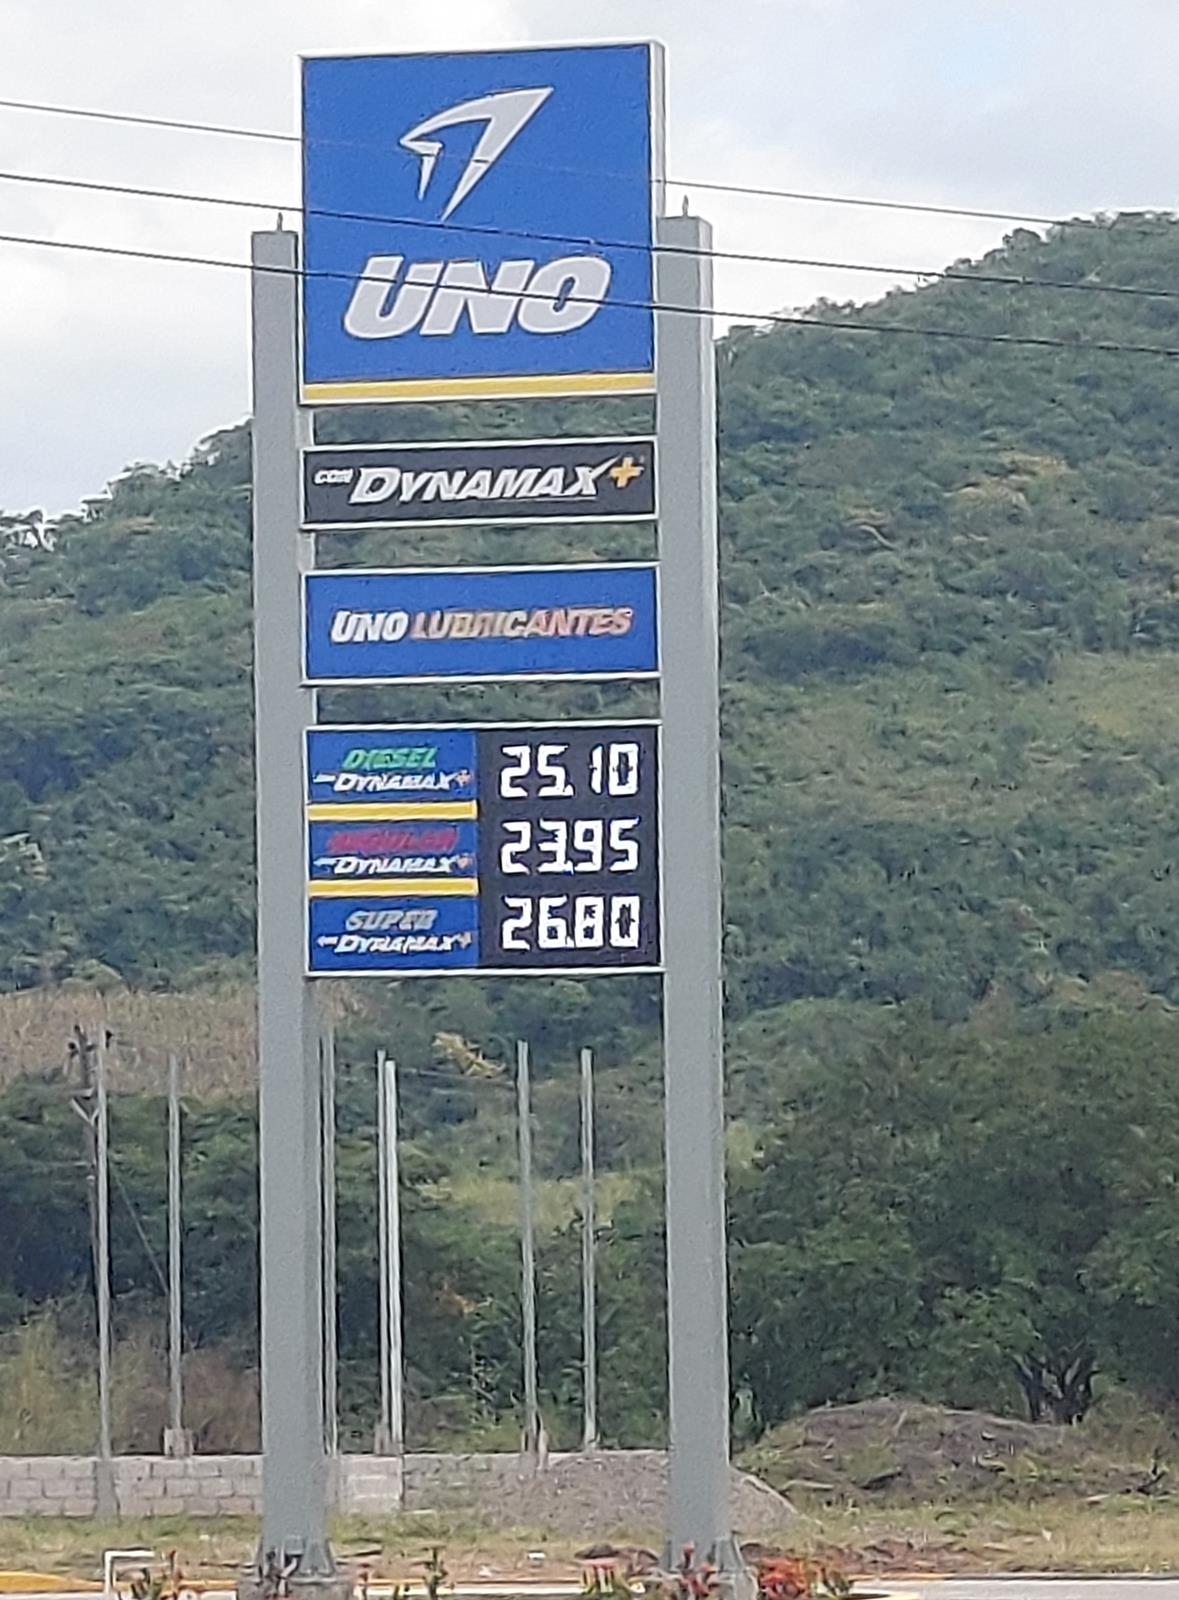 UNO
CON DYNAMAX+
UNO LUBRICANTES
DIESEL
CON DYNAMAX+
25.10
REGULAR
CON DYNAMAX+
23.95
SUPER
CON DYNAMAX+
26.80